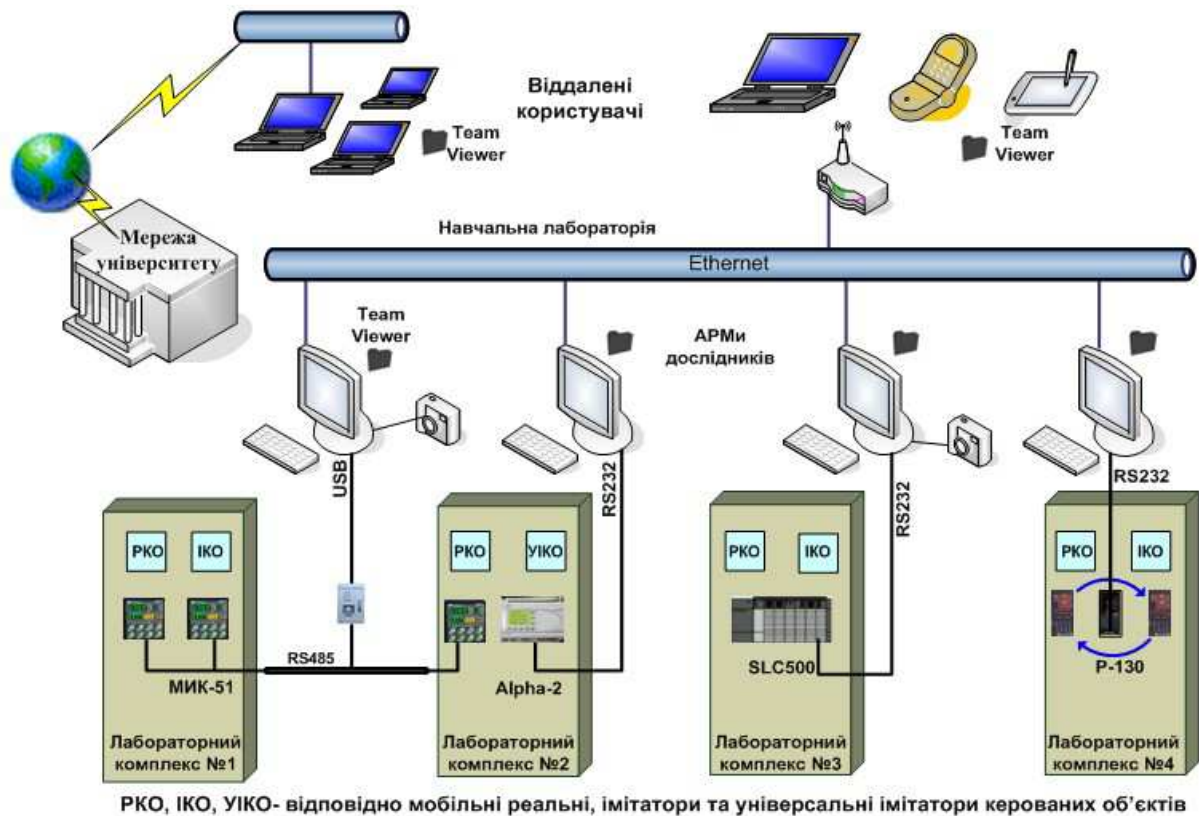 Віддалені
користувачі
Team
Viewer
Team
Viewer
Мережа
університету
Навчальна лабораторія
Ethernet
Team
Viewer
АРМи
дослідників
USB
RS232
RS232
RS232
РКО
ІКО
РКО
УІКО
РКО
ІКО
РКО
ІКО
RS485
МИК-51
Alpha-2
SLC500
Р-130
Лабораторний
комплекс №1
Лабораторний
комплекс №2
Лабораторний
комплекс №3
Лабораторний
комплекс №4
РКО, ІКО, УІКО- відповідно мобільні реальні, імітатори та універсальні імітатори керованих об’єктів